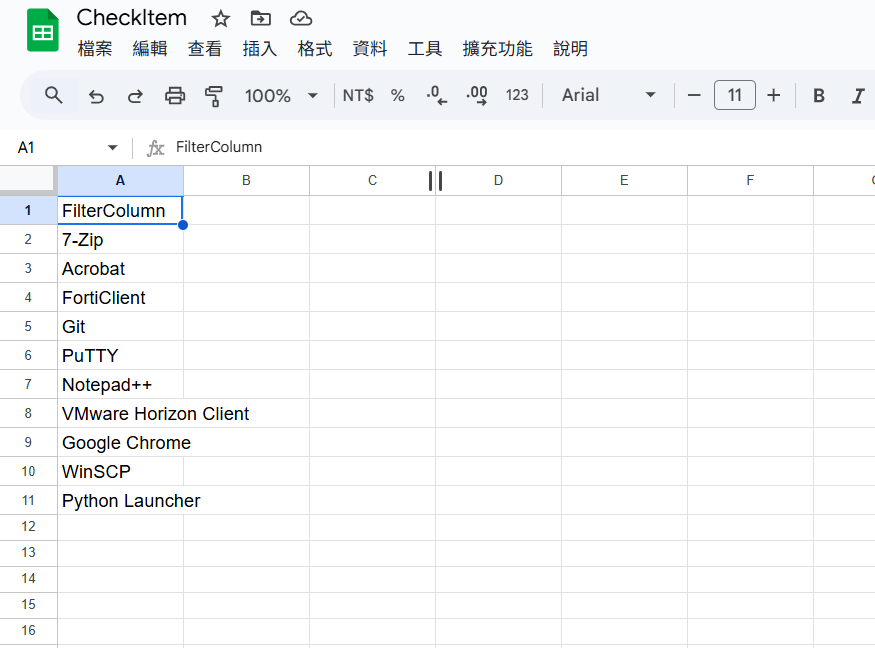 CheckItem
檔案 編輯 查看 插入 格式 資料 工具 擴充功能 說明
100% NT$ % .0 .00 123 Arial 11 B I
A1 fx FilterColumn
A B C D E F
1 FilterColumn
2 7-Zip
3 Acrobat
4 FortiClient
5 Git
6 PuTTY
7 Notepad++
8 VMware Horizon Client
9 Google Chrome
10 WinSCP
11 Python Launcher
12
13
14
15
16